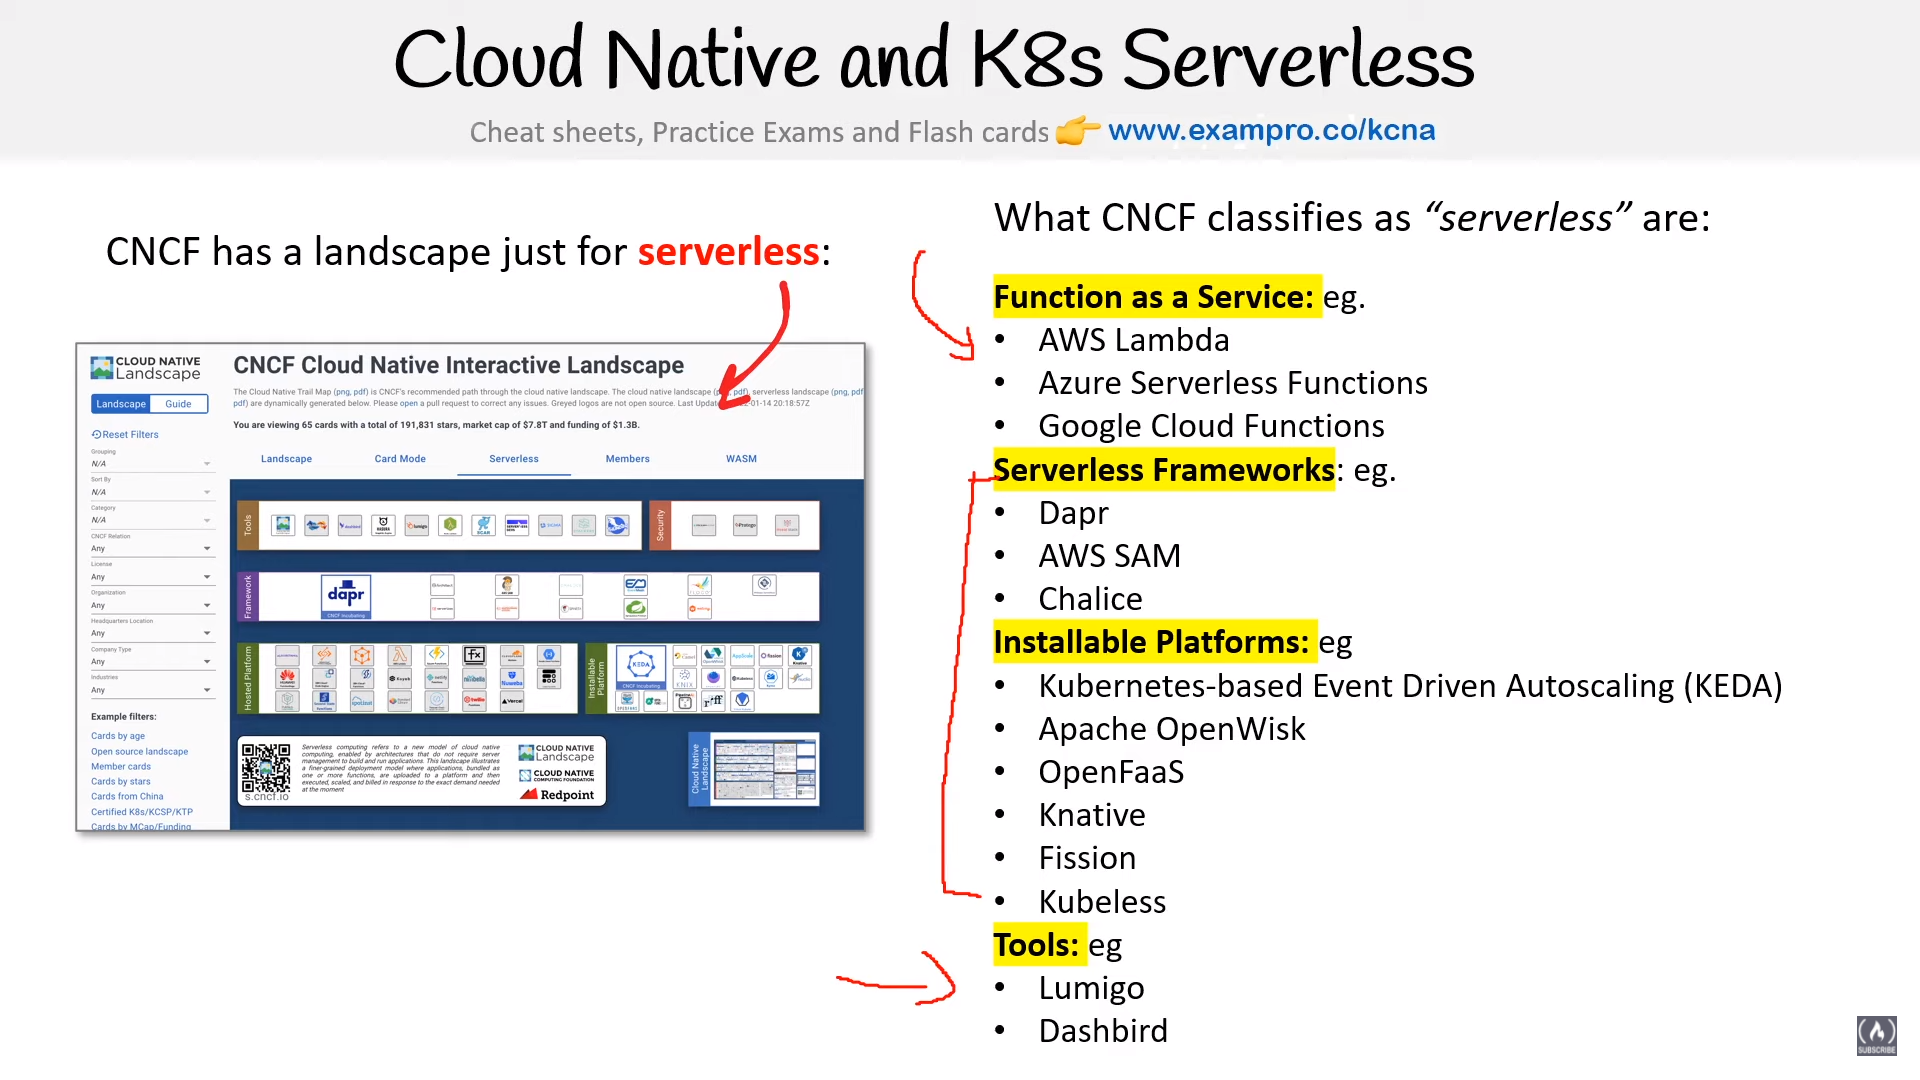 Cloud Native and K8s Serverless
Cheat sheets, Practice Exams and Flash cards 👉 www.exampro.co/kcna
CNCF has a landscape just for serverless:
CLOUD NATIVE
Landscape
Landscape Guide
Reset Filters
Grouping
N/A
Sort By
N/A
Category
N/A
CNCF Relation
Any
License
Any
Organization
Any
Headquarters Location
Any
Company Type
Any
Industries
Any
Example filters:
Cards by age
Open source landscape
Member cards
Cards by stars
Cards from China
Certified K8s/KCSP/KTP
Cards by MCap/Funding
CNCF Cloud Native Interactive Landscape
The Cloud Native Trail Map (png, pdf) is CNCF's recommended path through the cloud native landscape. The cloud native landscape (png, pdf), serverless landscape (png, pdf
pdf) are dynamically generated below. Please open a pull request to correct any issues. Greyed logos are not open source. Last 01-14 20:18:57Z
You are viewing 65 cards with a total of 191,831 stars, market cap of $7.8T and funding of $1.3B.
Landscape Card Mode Serverless Members WASM
Tools
Security
Framework
dapr
CNCF Incubating
Hosted Platform
Vercel
Installable Platform
KEDA
CNCF Incubating
Knative
riff
Serverless computing refers to a new model of cloud native
computing, enabled by architectures that do not require server
management to build and run applications. This landscape illustrates
a finer-grained deployment model where applications, bundled as
one or more functions, are uploaded to a platform and then
executed, scaled, and billed in response to the exact demand needed
at the moment
s.cncf.io
CLOUD NATIVE
Landscape
CLOUD NATIVE
COMPUTING FOUNDATION
Redpoint
Cloud Native
Landscape
What CNCF classifies as “serverless” are:
Function as a Service: eg.
• AWS Lambda
• Azure Serverless Functions
• Google Cloud Functions
Serverless Frameworks: eg.
• Dapr
• AWS SAM
• Chalice
Installable Platforms: eg
• Kubernetes-based Event Driven Autoscaling (KEDA)
• Apache OpenWisk
• OpenFaaS
• Knative
• Fission
• Kubeless
Tools: eg
• Lumigo
• Dashbird
SUBSCRIBE